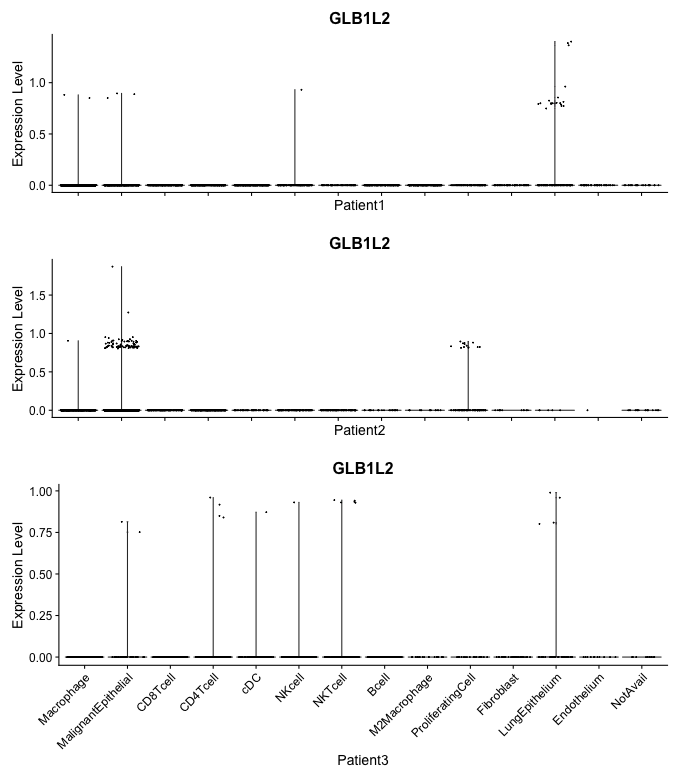 GLB1L2
Expression Level
1.0
0.5
0.0
Patient1
GLB1L2
Expression Level
1.5
1.0
0.5
0.0
Patient2
GLB1L2
Expression Level
1.00
0.75
0.50
0.25
0.00
Macrophage
MalignantEpithelial
CD8Tcell
CD4Tcell
cDC
NKcell
NKTcell
Bcell
M2Macrophage
ProliferatingCell
Fibroblast
LungEpithelium
Endothelium
NotAvail
Patient3